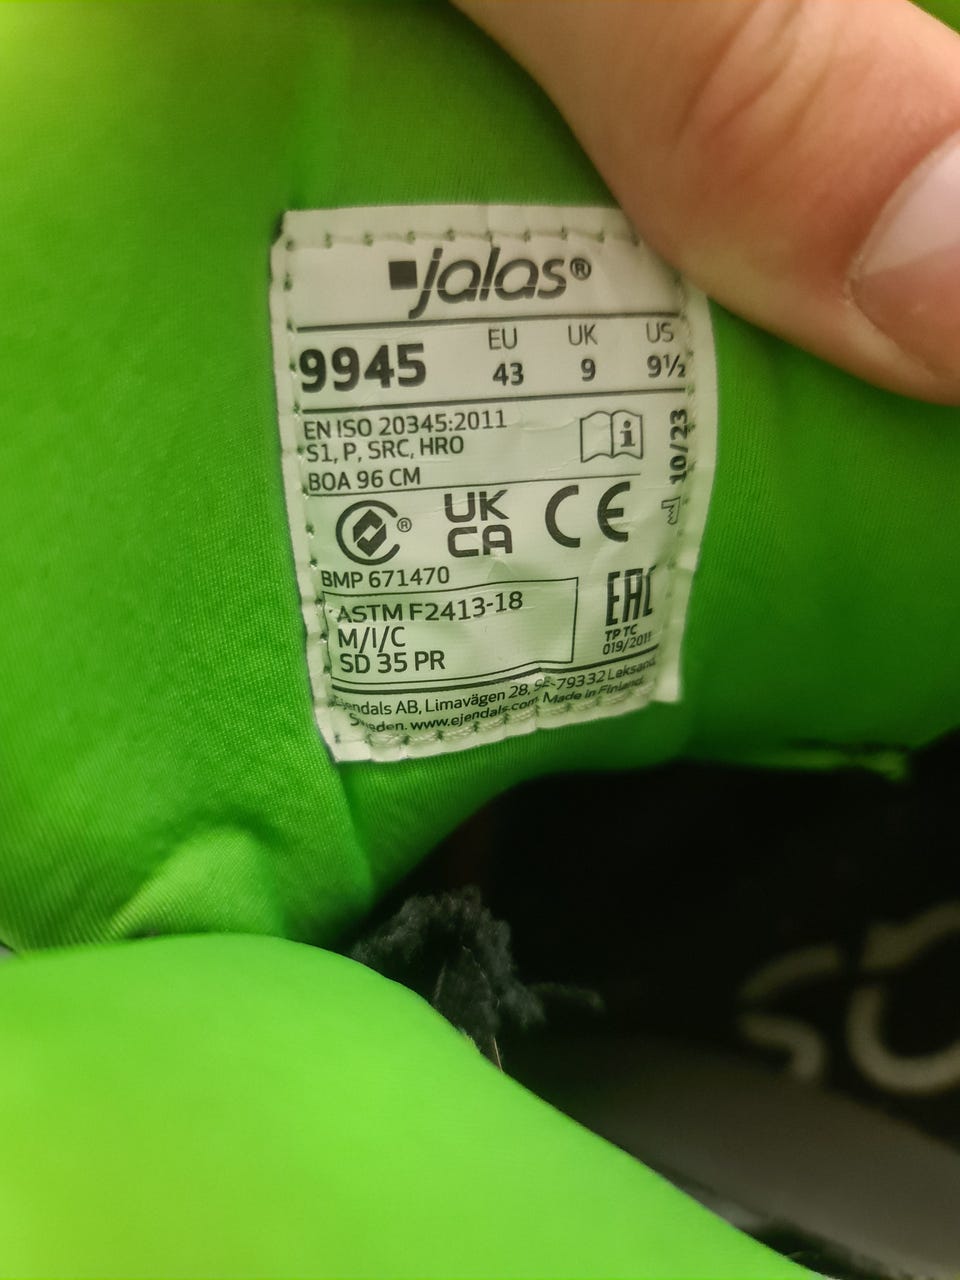 jalas®
9945
EU UK US
43 9 9½
EN ISO 20345:2011
S1, P, SRC, HRO
BOA 96 CM
i
10/23
®
UK
CA
CE
BMP 671470
ASTM F2413-18
M/I/C
SD 35 PR
EAC
TP TC
019/2011
Ejendals AB, Limavägen 28, SE-79332 Leksand,
Sweden. www.ejendals.com Made in Finland.